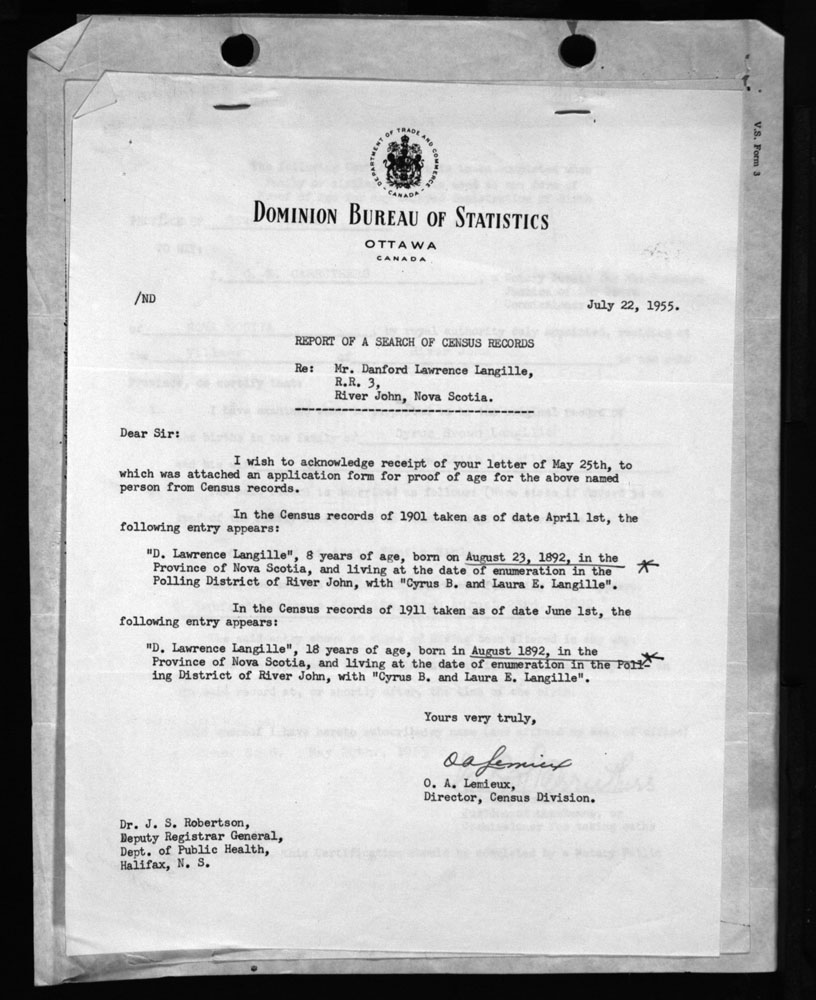 V.S. Form 3
DEPARTMENT OF TRADE AND COMMERCE
CANADA
DOMINION BUREAU OF STATISTICS
OTTAWA
CANADA
/ND
July 22, 1955.
REPORT OF A SEARCH OF CENSUS RECORDS
Re: Mr. Danford Lawrence Langille,
R.R. 3,
River John, Nova Scotia.
Dear Sir:
I wish to acknowledge receipt of your letter of May 25th, to
which was attached an application form for proof of age for the above named
person from Census records.
In the Census records of 1901 taken as of date April 1st, the
following entry appears:
"D. Lawrence Langille", 8 years of age, born on August 23, 1892, in the
Province of Nova Scotia, and living at the date of enumeration in the
Polling District of River John, with "Cyrus B. and Laura E. Langille".
In the Census records of 1911 taken as of date June 1st, the
following entry appears:
"D. Lawrence Langille", 18 years of age, born in August 1892, in the
Province of Nova Scotia, and living at the date of enumeration in the Poll-
ing District of River John, with "Cyrus B. and Laura E. Langille".
Yours very truly,
O A Lemieux
O. A. Lemieux,
Director, Census Division.
Dr. J. S. Robertson,
Deputy Registrar General,
Dept. of Public Health,
Halifax, N. S.